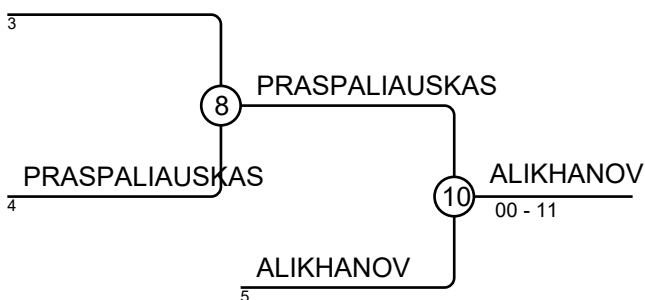 3
8
PRASPALIAUSKAS
PRASPALIAUSKAS
4
10
ALIKHANOV
00 - 11
ALIKHANOV
5